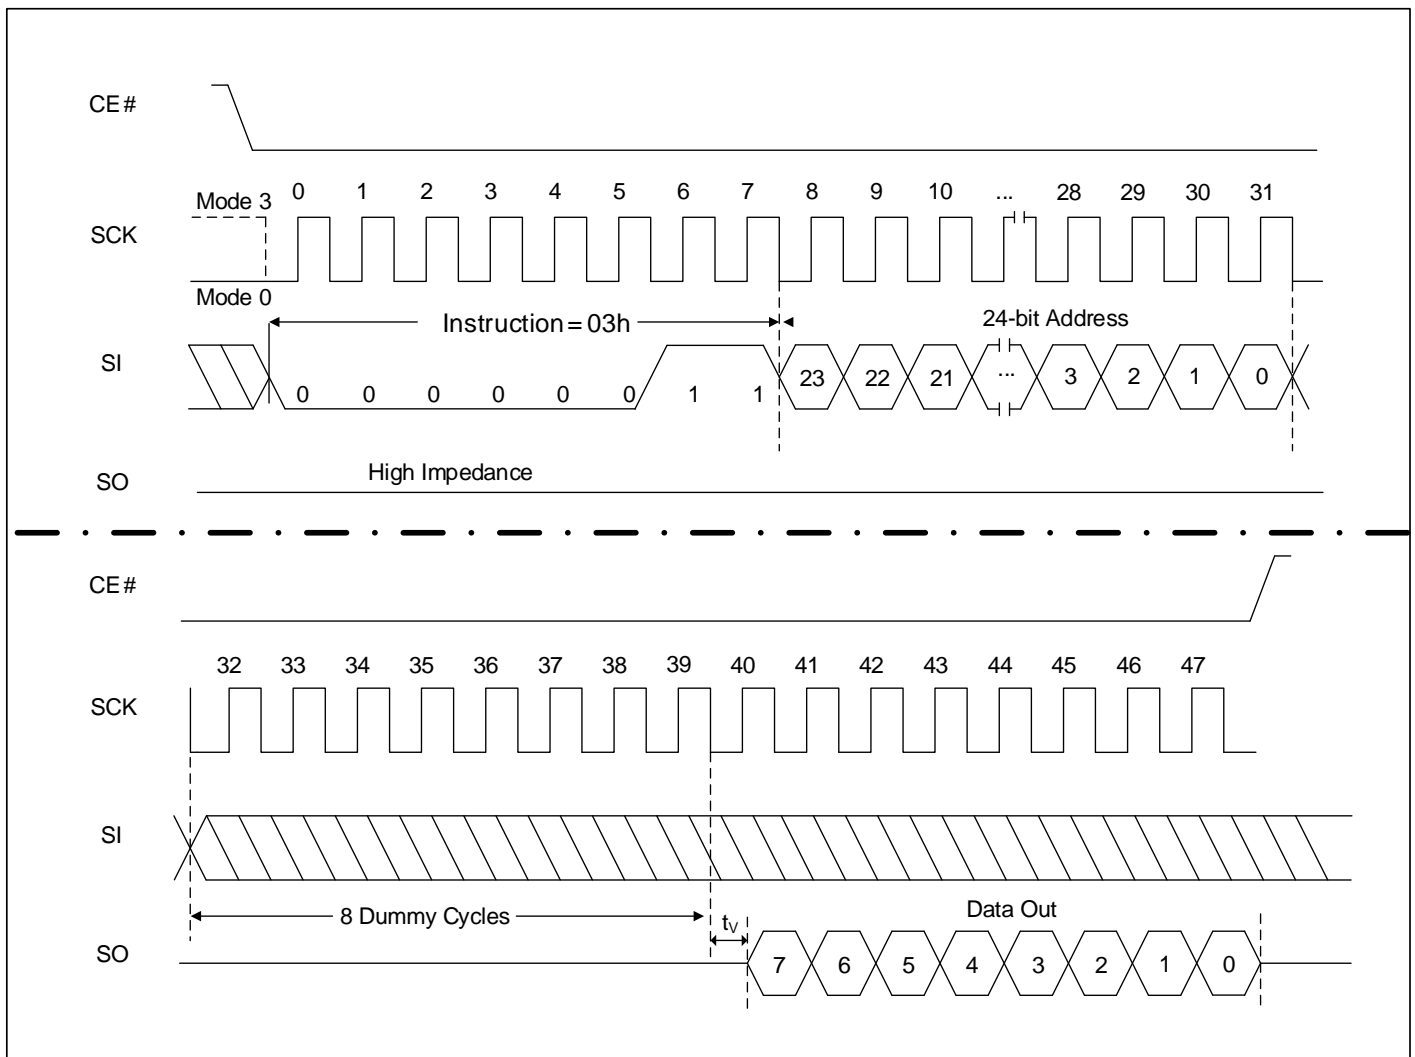 CE#
0 1 2 3 4 5 6 7 8 9 10 ... 28 29 30 31
Mode 3
SCK
Mode 0
Instruction = 03h
24-bit Address
SI
0 0 0 0 0 0 1 1 23 22 21 ... 3 2 1 0
High Impedance
SO
CE#
32 33 34 35 36 37 38 39 40 41 42 43 44 45 46 47
SCK
SI
8 Dummy Cycles
tV
Data Out
SO
7 6 5 4 3 2 1 0